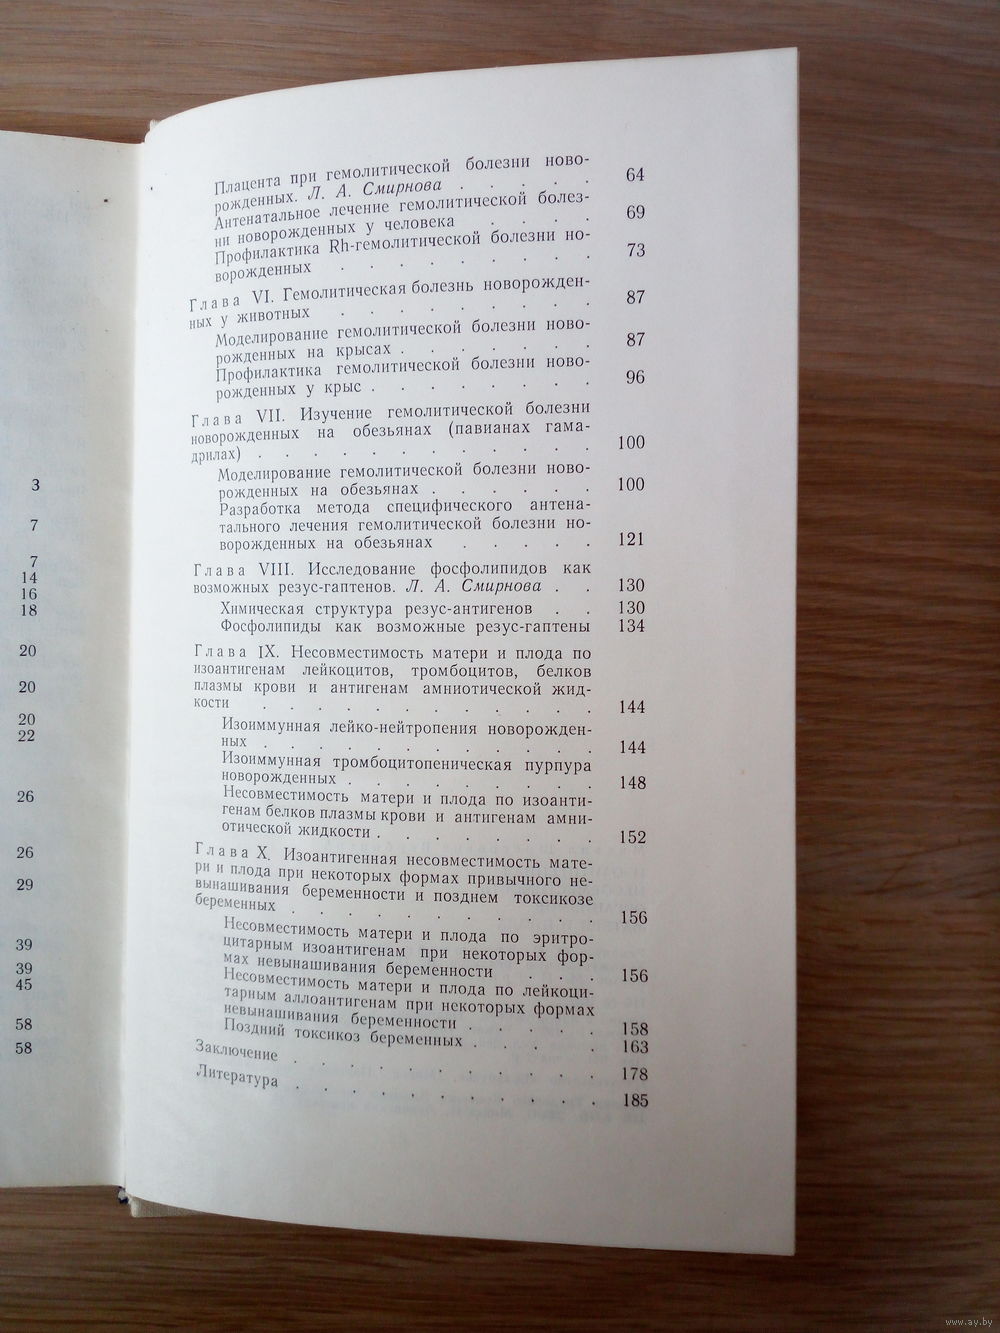 3
7
7
14
16
18
20
20
20
22
26
26
29
39
39
45
58
58
Плацента при гемолитической болезни ново-
рожденных. Л. А. Смирнова . . . . . 64
Антенатальное лечение гемолитической болез-
ни новорожденных у человека . . . . 69
Профилактика Rh-гемолитической болезни но-
ворожденных . . . . . . . . . 73
Глава VI. Гемолитическая болезнь новорожден-
ных у животных . . . . . . . . . 87
Моделирование гемолитической болезни ново-
рожденных на крысах . . . . . . . 87
Профилактика гемолитической болезни ново-
рожденных у крыс . . . . . . . . 96
Глава VII. Изучение гемолитической болезни
новорожденных на обезьянах (павианах гама-
дрилах) . . . . . . . . . . . . . 100
Моделирование гемолитической болезни ново-
рожденных на обезьянах . . . . . . 100
Разработка метода специфического антена-
тального лечения гемолитической болезни но-
ворожденных на обезьянах . . . . . 121
Глава VIII. Исследование фосфолипидов как
возможных резус-гаптенов. Л. А. Смирнова . . 130
Химическая структура резус-антигенов . . 130
Фосфолипиды как возможные резус-гаптены 134
Глава IX. Несовместимость матери и плода по
изоантигенам лейкоцитов, тромбоцитов, белков
плазмы крови и антигенам амниотической жид-
кости . . . . . . . . . . . . . 144
Изоиммунная лейко-нейтропения новорожден-
ных . . . . . . . . . . . . . 144
Изоиммунная тромбоцитопеническая пурпура
новорожденных . . . . . . . . . 148
Несовместимость матери и плода по изоанти-
генам белков плазмы крови и антигенам амни-
отической жидкости . . . . . . . . 152
Глава X. Изоантигенная несовместимость мате-
ри и плода при некоторых формах привычного не-
вынашивания беременности и позднем токсикозе
беременных . . . . . . . . . . . 156
Несовместимость матери и плода по эритро-
цитарным изоантигенам при некоторых фор-
мах невынашивания беременности . . . 156
Несовместимость матери и плода по лейкоци-
тарным аллоантигенам при некоторых формах
невынашивания беременности . . . . . 158
Поздний токсикоз беременных . . . . . 163
Заключение . . . . . . . . . . . 178
Литература . . . . . . . . . . . 185
www.ay.by